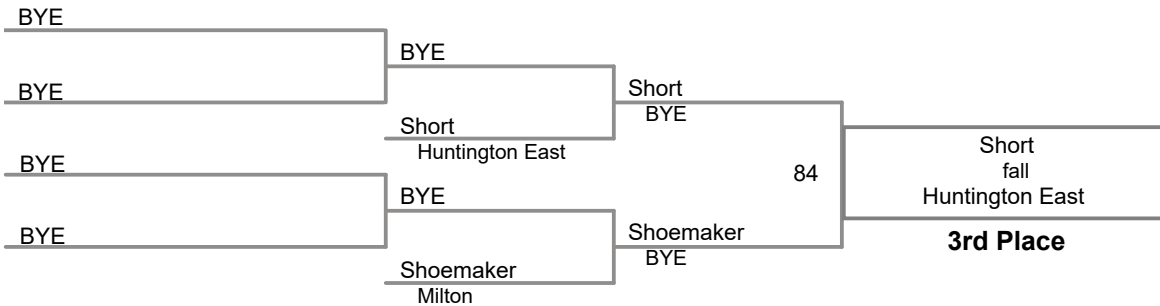 BYE
BYE
BYE
BYE
BYE
Short
Huntington East
BYE
Shoemaker
Milton
Short
BYE
84
Shoemaker
BYE
Short
fall
Huntington East
3rd Place